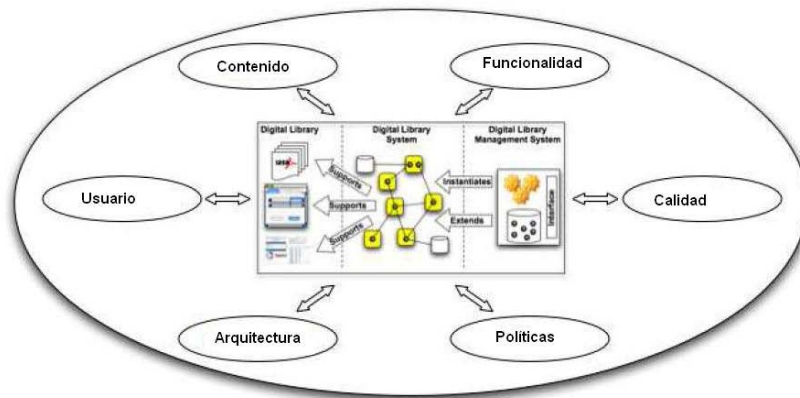 Contenido
Funcionalidad
Digital Library
Digital Library
System
Digital Library
Management System
Usuario
Supports
Supports
Supports
Instantiates
Extends
Interface
Calidad
Arquitectura
Políticas